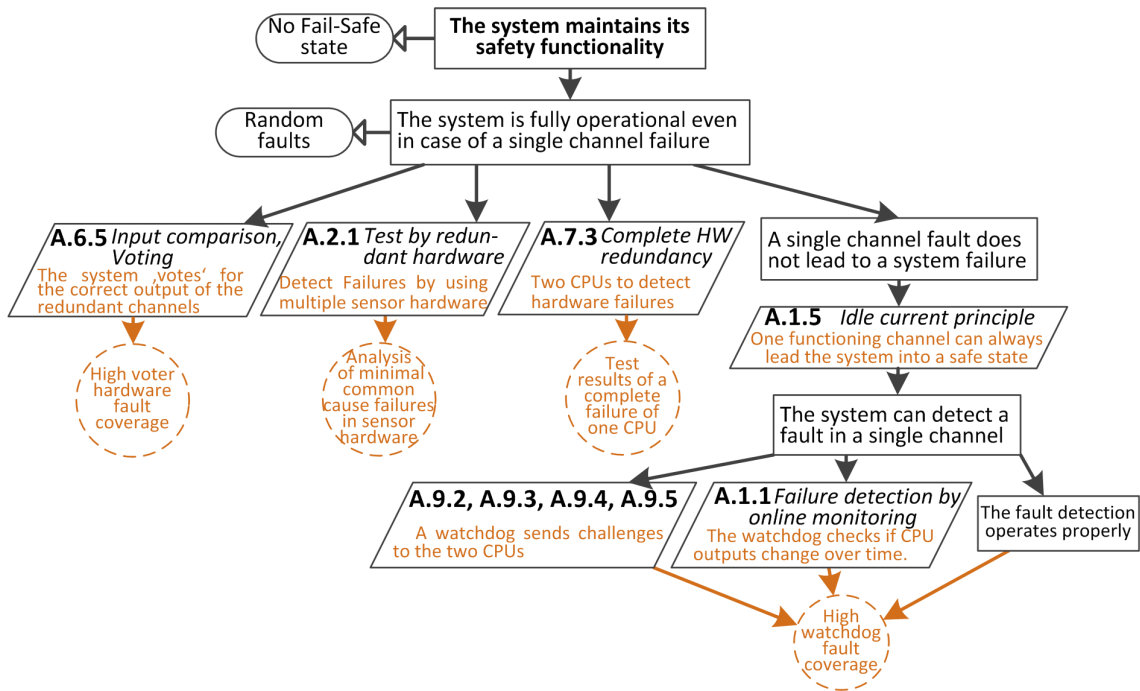 No Fail-Safe
state
The system maintains its
safety functionality
Random
faults
The system is fully operational even
in case of a single channel failure
A.6.5 Input comparison,
Voting
The system ‚votes‘ for
the correct output of the
redundant channels
A.2.1 Test by redun-
dant hardware
Detect Failures by using
multiple sensor hardware
A.7.3 Complete HW
redundancy
Two CPUs to detect
hardware failures
A single channel fault does
not lead to a system failure
A.1.5 Idle current principle
One functioning channel can always
lead the system into a safe state
High voter
hardware
fault
coverage
Analysis
of minimal
common
cause failures
in sensor
hardware
Test
results of a
complete
failure of
one CPU
The system can detect a
fault in a single channel
A.9.2, A.9.3, A.9.4, A.9.5
A watchdog sends challenges
to the two CPUs
A.1.1 Failure detection by
online monitoring
The watchdog checks if CPU
outputs change over time.
The fault detection
operates properly
High
watchdog
fault
coverage